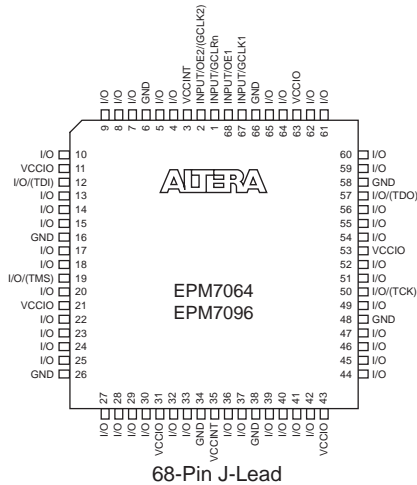 I/O 9
I/O 8
I/O 7
GND 6
I/O 5
I/O 4
VCCINT 3
INPUT/OE2/(GCLK2) 2
INPUT/GCLRn 1
INPUT/OE1 68
INPUT/GCLK1 67
GND 66
I/O 65
I/O 64
VCCIO 63
I/O 62
I/O 61
I/O 10
VCCIO 11
I/O/(TDI) 12
I/O 13
I/O 14
I/O 15
GND 16
I/O 17
I/O 18
I/O/(TMS) 19
I/O 20
VCCIO 21
I/O 22
I/O 23
I/O 24
I/O 25
GND 26
ALTERA
EPM7064
EPM7096
60 I/O
59 I/O
58 GND
57 I/O/(TDO)
56 I/O
55 I/O
54 I/O
53 VCCIO
52 I/O
51 I/O
50 I/O/(TCK)
49 I/O
48 GND
47 I/O
46 I/O
45 I/O
44 I/O
27 I/O
28 I/O
29 I/O
30 I/O
31 VCCIO
32 I/O
33 I/O
34 GND
35 VCCINT
36 I/O
37 I/O
38 GND
39 I/O
40 I/O
41 I/O
42 I/O
43 VCCIO
68-Pin J-Lead